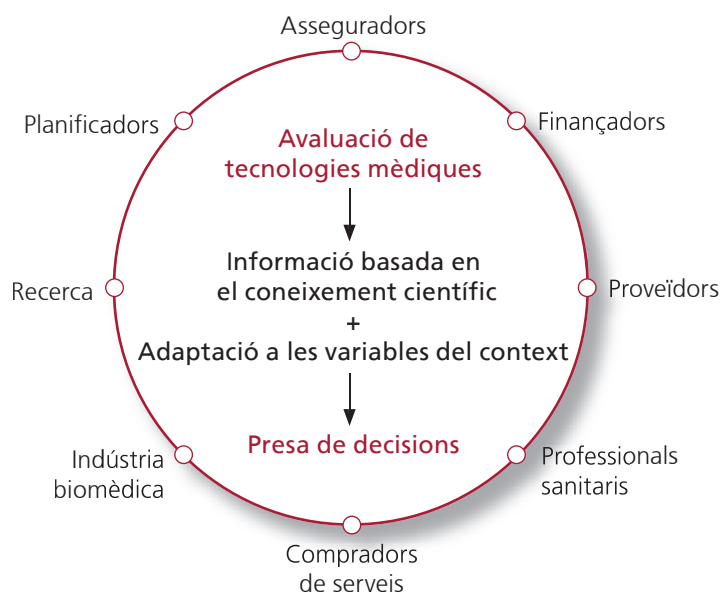 Asseguradors
Planificadors
Finançadors
Avaluació de
tecnologies mèdiques
Informació basada en
el coneixement científic
+
Adaptació a les variables del context
Recerca
Proveïdors
Presa de decisions
Indústria
biomèdica
Professionals
sanitaris
Compradors
de serveis